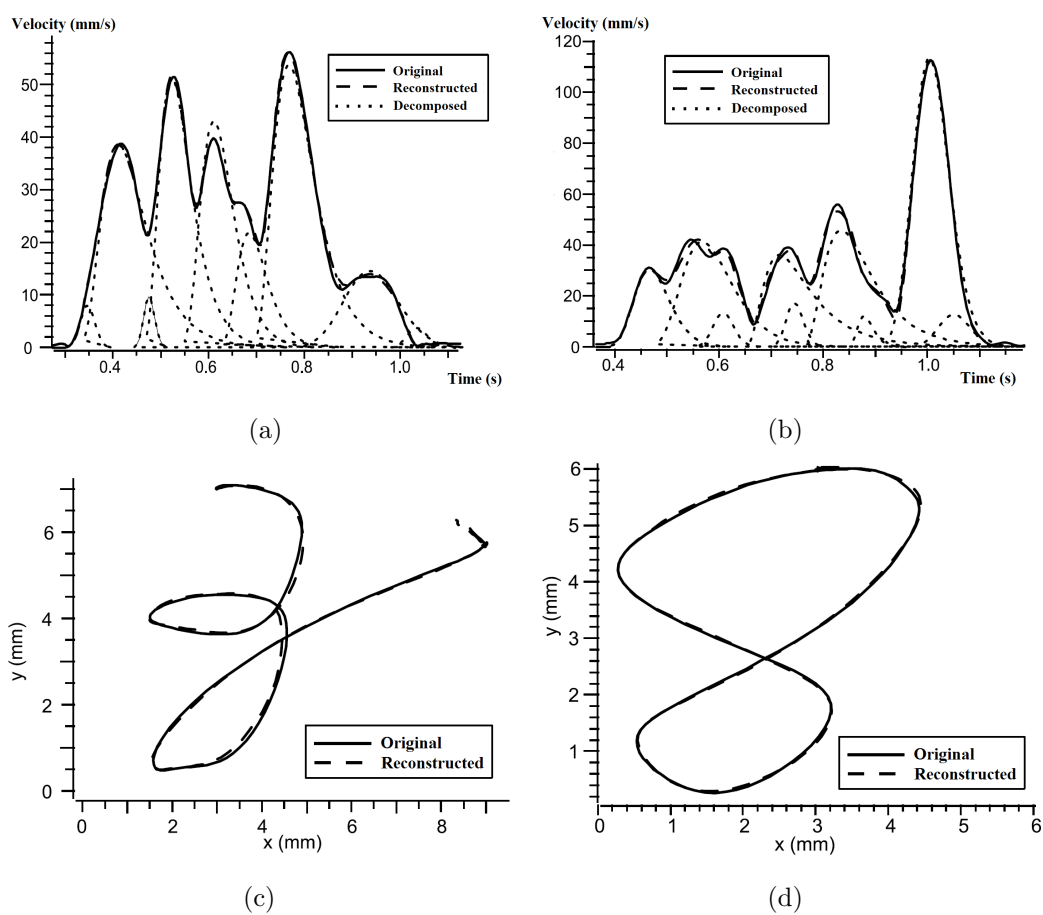 Velocity (mm/s)
50
40
30
20
10
0
0.4
0.6
0.8
1.0
Time (s)
Original
Reconstructed
Decomposed
(a)
Velocity (mm/s)
120
100
80
60
40
20
0
0.4
0.6
0.8
1.0
Time (s)
Original
Reconstructed
Decomposed
(b)
y (mm)
6
4
2
0
0
2
4
6
8
x (mm)
Original
Reconstructed
(c)
y (mm)
6
5
4
3
2
1
0
1
2
3
4
5
6
x (mm)
Original
Reconstructed
(d)